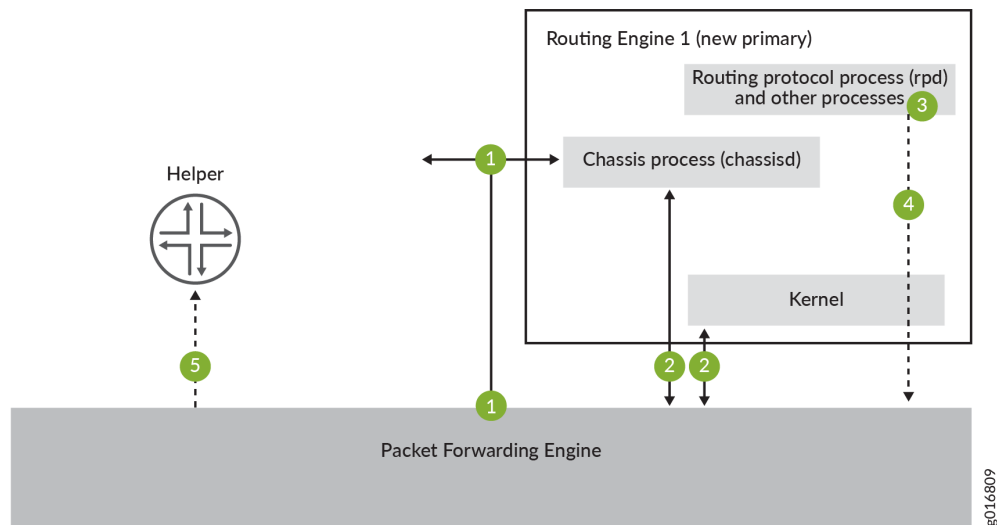 Routing Engine 1 (new primary)
Routing protocol process (rpd)
and other processes
3
1
Chassis process (chassisd)
Helper
4
Kernel
5
2
2
1
Packet Forwarding Engine
g016809